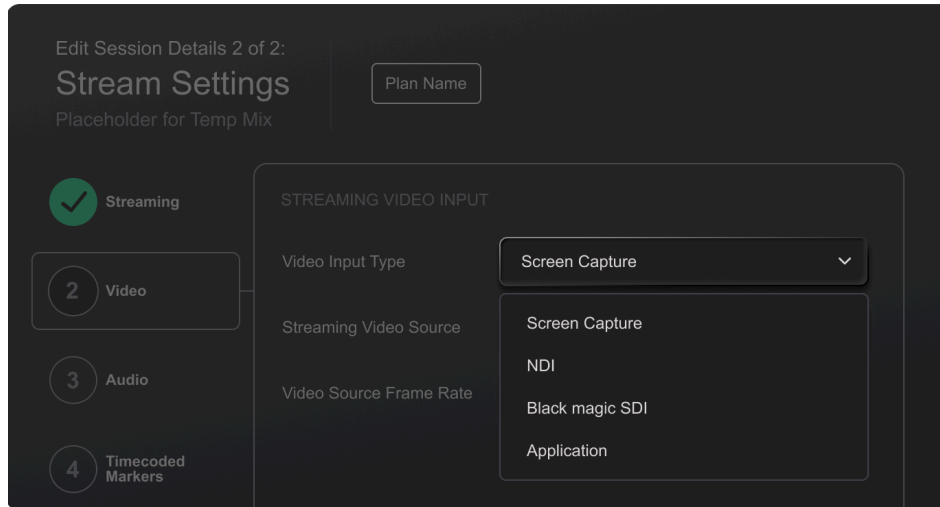 Edit Session Details 2 of 2:
Stream Settings
Placeholder for Temp Mix
Plan Name
Streaming
2 Video
3 Audio
4 Timecoded
Markers
STREAMING VIDEO INPUT
Video Input Type
Screen Capture
Streaming Video Source
Video Source Frame Rate
Screen Capture
NDI
Black magic SDI
Application